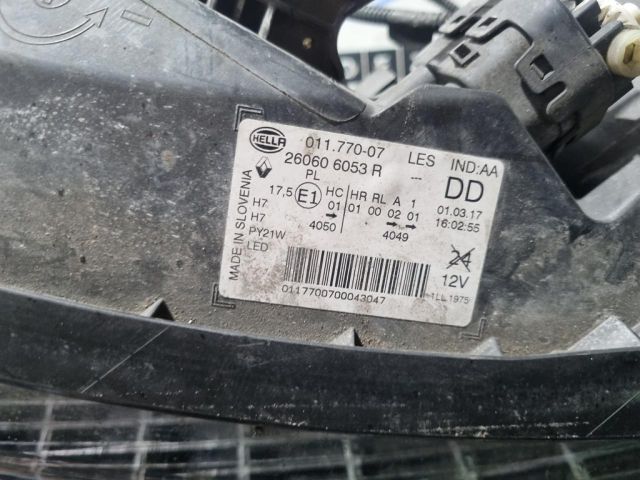 HELLA 011.770-07 LES IND:AA
26060 6053 R --- DD
PL
17,5 E1 HC HR RL A 1 01.03.17
01 01 00 02 01 16:02:55
H7 4050 4049
H7
PY21W
LED
24
12V
MADE IN SLOVENIA
0117700700043047
1LL 1975